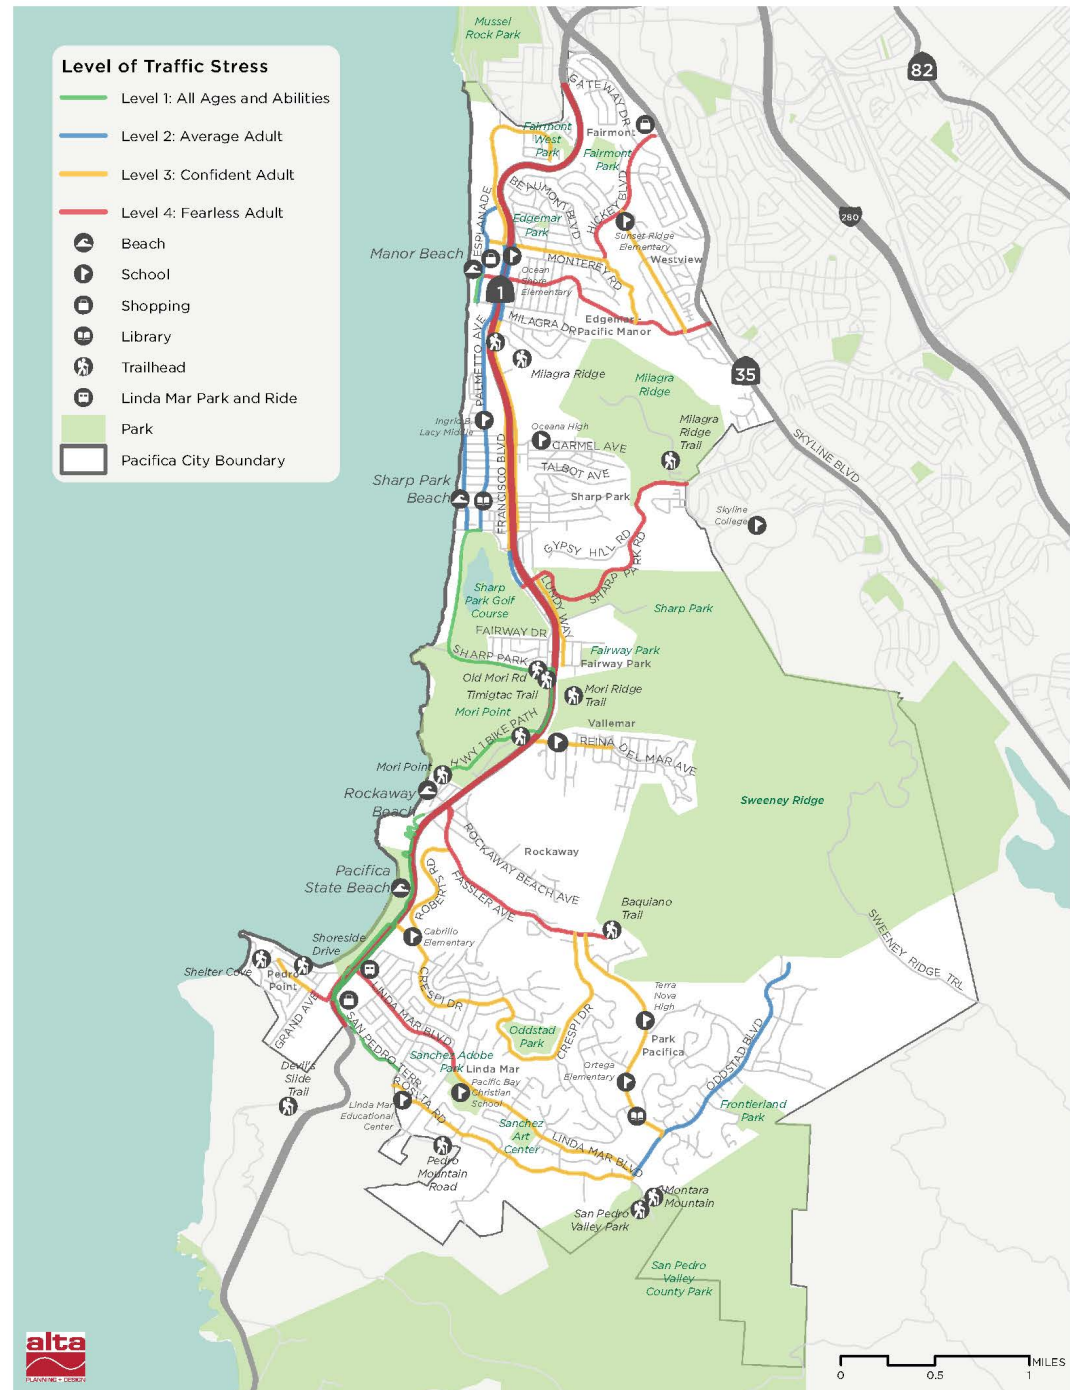 Mussel
Rock Park
Level of Traffic Stress
Level 1: All Ages and Abilities
Level 2: Average Adult
Level 3: Confident Adult
Level 4: Fearless Adult
Beach
School
Shopping
Library
Trailhead
Linda Mar Park and Ride
Park
Pacifica City Boundary
82
280
GATEWAY DR
Fairmont
West
Park
Fairmont
Fairmont
Park
BEAUMONT BLVD
HICKEY BLVD
ESPLANADE
Edgemar
Park
Sunset Ridge
Elementary
Manor Beach
MONTEREY RD
Westview
Ocean
Shore
Elementary
1
MILAGRA DR
Edgemar -
Pacific Manor
PALMETTO AVE
35
Milagra Ridge
Milagra
Ridge
Milagra
Ridge
Trail
Ingrid B.
Lacy Middle
Oceana High
CARMEL AVE
TALBOT AVE
SKYLINE BLVD
FRANCISCO BLVD
Sharp Park
Beach
Sharp Park
Skyline
College
GYPSY HILL RD
SHARP PARK RD
LUNDY WAY
Sharp
Park Golf
Course
Sharp Park
FAIRWAY DR
Fairway Park
Fairway Park
SHARP PARK
Old Mori Rd
Timigtac Trail
Mori Ridge
Trail
Mori Point
HWY 1 BIKE PATH
Vallemar
REINA DEL MAR AVE
Mori Point
Rockaway
Beach
Sweeney Ridge
ROCKAWAY BEACH AVE
Rockaway
Pacifica
State Beach
ROBERTS RD
FASSLER AVE
Baquiano
Trail
SWEENEY RIDGE TRL
Cabrillo
Elementary
Shoreside
Drive
Shelter Cove
Pedro
Point
CRESPI DR
Terra
Nova
High
GRAND AVE
LINDA MAR BLVD
CRESPI DR
Oddstad
Park
Park
Pacifica
SAN PEDRO TERR
Sanchez Adobe
Park
Linda Mar
ODDSTAD BLVD
Devil's
Slide
Trail
Ortega
Elementary
Pacific Bay
Christian
School
ROSITA RD
Linda Mar
Educational
Center
Frontierland
Park
Sanchez
Art
Center
LINDA MAR BLVD
Pedro
Mountain
Road
Montara
Mountain
San Pedro
Valley Park
San Pedro
Valley
County Park
alta
PLANNING + DESIGN
MILES
0 0.5 1